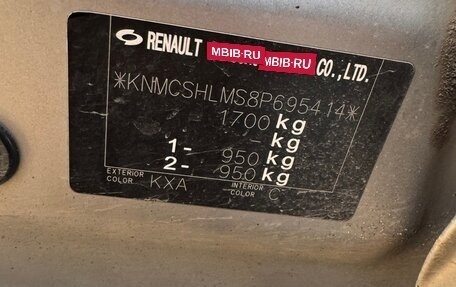 RENAULT CO.,LTD.
MBIB.RU
MBIB.RU
*KNMCSHLMS8P695414*
1700 kg
- kg
1- 950 kg
2- 950 kg
EXTERIOR COLOR KXA INTERIOR COLOR C